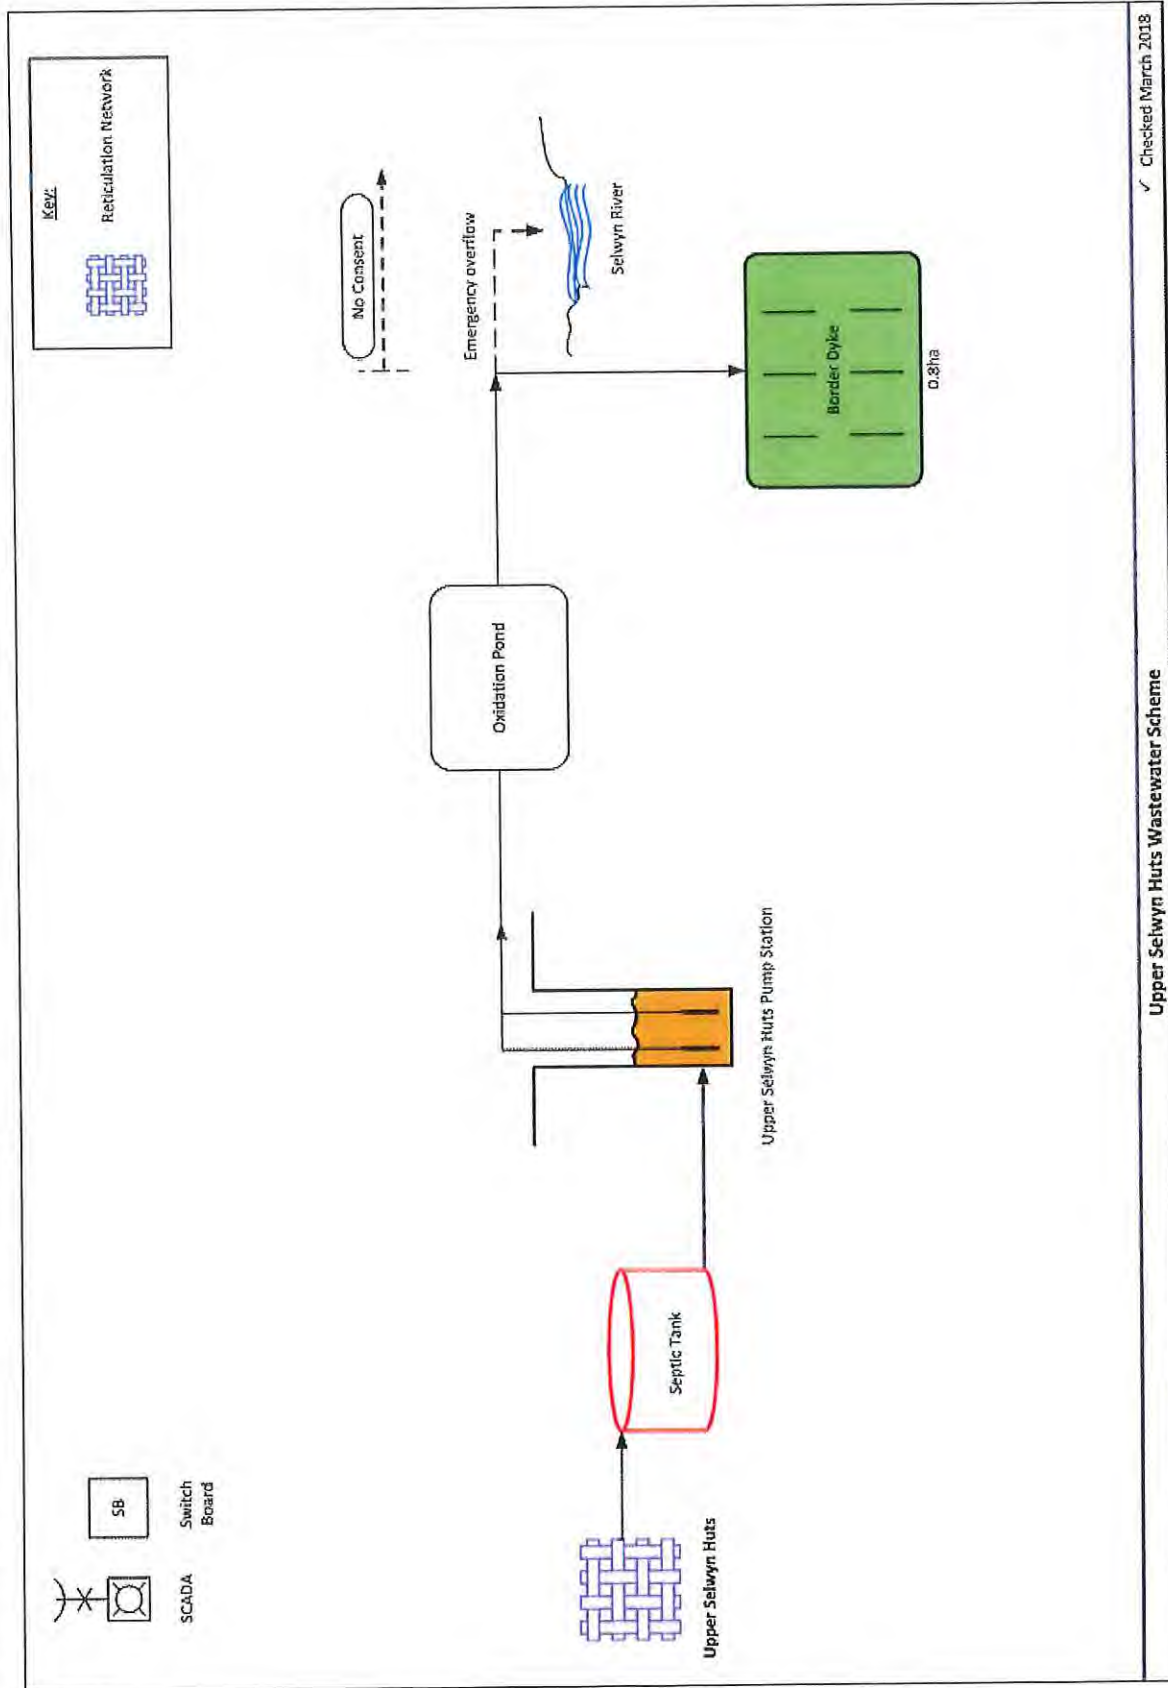 SCADA
SB
Switch
Board
Key:
Reticulation Network
No Consent
Emergency overflow
Selwyn River
Oxidation Pond
Border Dyke
0.8ha
Upper Selwyn Huts Pump Station
Septic Tank
Upper Selwyn Huts
Upper Selwyn Huts Wastewater Scheme
✓ Checked March 2018